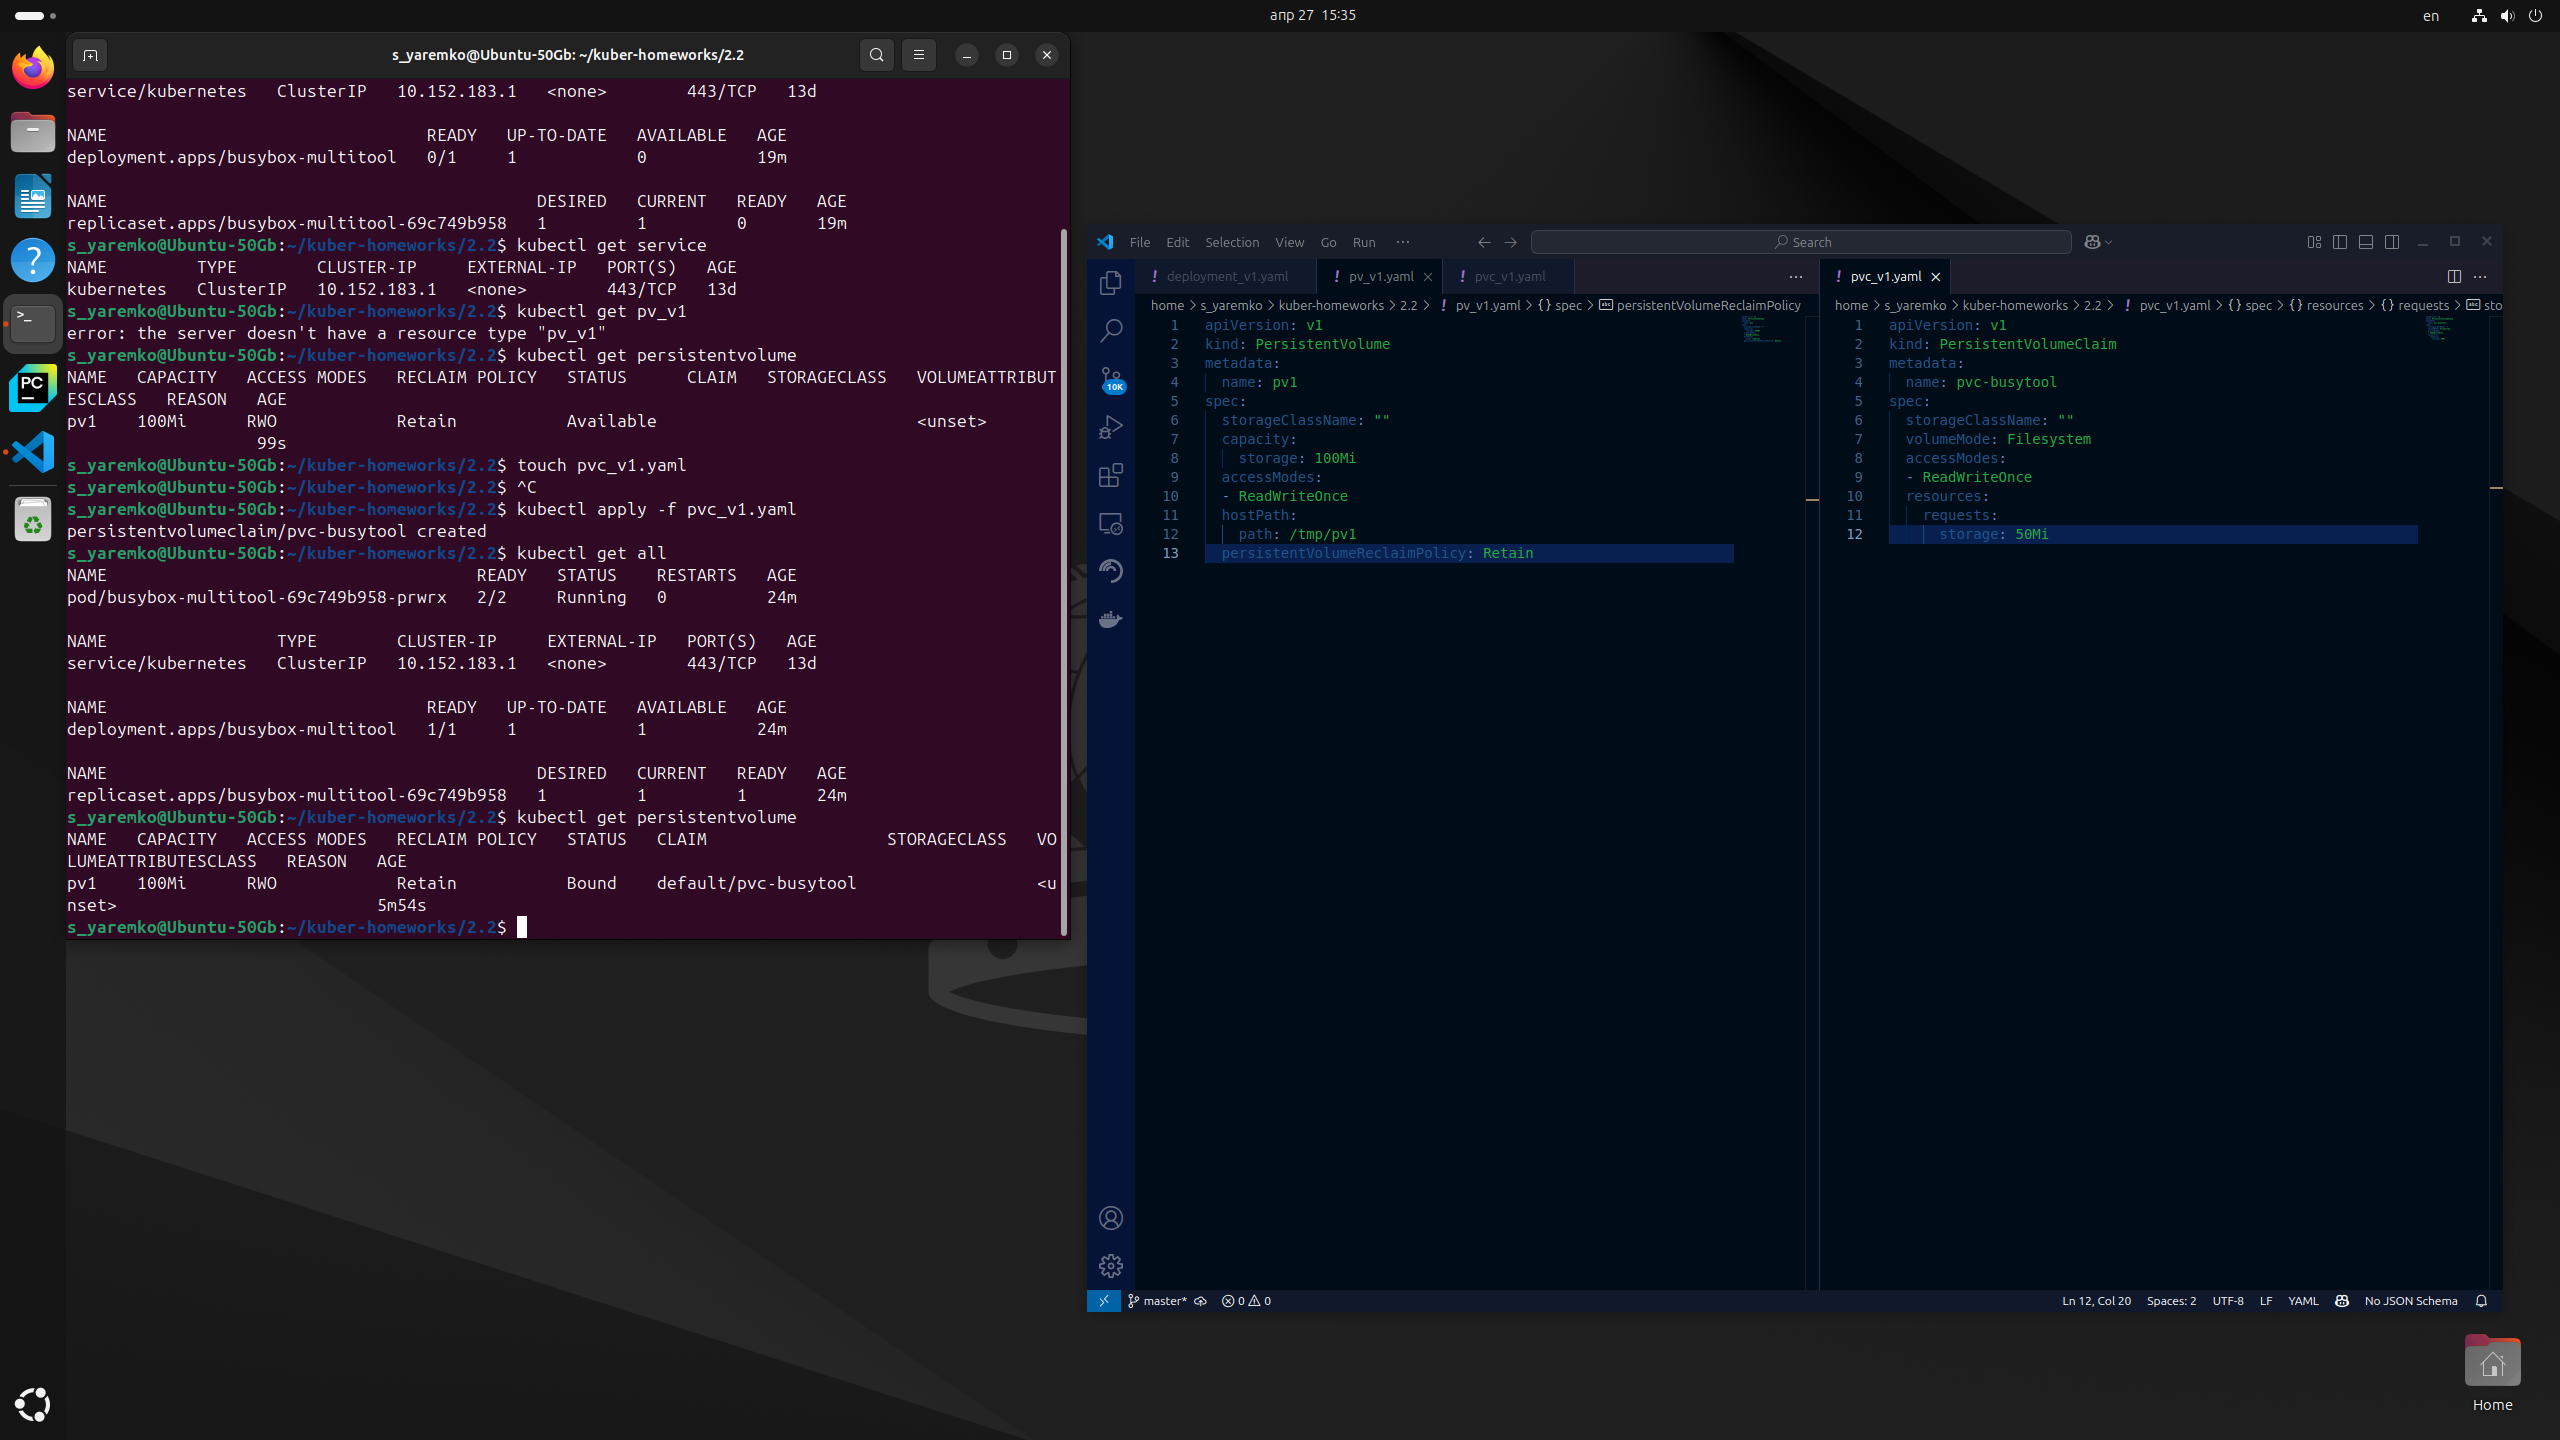 апр 27 15:35
en
s_yaremko@Ubuntu-50Gb: ~/kuber-homeworks/2.2
service/kubernetes   ClusterIP   10.152.183.1   <none>        443/TCP   13d
NAME                                READY   UP-TO-DATE   AVAILABLE   AGE
deployment.apps/busybox-multitool   0/1     1            0           19m
NAME                                           DESIRED   CURRENT   READY   AGE
replicaset.apps/busybox-multitool-69c749b958   1         1         0       19m
s_yaremko@Ubuntu-50Gb:~/kuber-homeworks/2.2$ kubectl get service
NAME         TYPE        CLUSTER-IP     EXTERNAL-IP   PORT(S)   AGE
kubernetes   ClusterIP   10.152.183.1   <none>        443/TCP   13d
s_yaremko@Ubuntu-50Gb:~/kuber-homeworks/2.2$ kubectl get pv_v1
error: the server doesn't have a resource type "pv_v1"
s_yaremko@Ubuntu-50Gb:~/kuber-homeworks/2.2$ kubectl get persistentvolume
NAME   CAPACITY   ACCESS MODES   RECLAIM POLICY   STATUS      CLAIM   STORAGECLASS   VOLUMEATTRIBUT
ESCLASS   REASON   AGE
pv1    100Mi      RWO            Retain           Available                          <unset>
                   99s
s_yaremko@Ubuntu-50Gb:~/kuber-homeworks/2.2$ touch pvc_v1.yaml
s_yaremko@Ubuntu-50Gb:~/kuber-homeworks/2.2$ ^C
s_yaremko@Ubuntu-50Gb:~/kuber-homeworks/2.2$ kubectl apply -f pvc_v1.yaml
persistentvolumeclaim/pvc-busytool created
s_yaremko@Ubuntu-50Gb:~/kuber-homeworks/2.2$ kubectl get all
NAME                                     READY   STATUS    RESTARTS   AGE
pod/busybox-multitool-69c749b958-prwrx   2/2     Running   0          24m
NAME                 TYPE        CLUSTER-IP     EXTERNAL-IP   PORT(S)   AGE
service/kubernetes   ClusterIP   10.152.183.1   <none>        443/TCP   13d
NAME                                READY   UP-TO-DATE   AVAILABLE   AGE
deployment.apps/busybox-multitool   1/1     1            1           24m
NAME                                           DESIRED   CURRENT   READY   AGE
replicaset.apps/busybox-multitool-69c749b958   1         1         1       24m
s_yaremko@Ubuntu-50Gb:~/kuber-homeworks/2.2$ kubectl get persistentvolume
NAME   CAPACITY   ACCESS MODES   RECLAIM POLICY   STATUS   CLAIM                  STORAGECLASS   VO
LUMEATTRIBUTESCLASS   REASON   AGE
pv1    100Mi      RWO            Retain           Bound    default/pvc-busytool                  <u
nset>                          5m54s
s_yaremko@Ubuntu-50Gb:~/kuber-homeworks/2.2$
File Edit Selection View Go Run ··· Search
! deployment_v1.yaml ! pv_v1.yaml ! pvc_v1.yaml ···
home > s_yaremko > kuber-homeworks > 2.2 > ! pv_v1.yaml > {} spec > persistentVolumeReclaimPolicy
1 apiVersion: v1
2 kind: PersistentVolume
3 metadata:
4   name: pv1
5 spec:
6   storageClassName: ""
7   capacity:
8     storage: 100Mi
9   accessModes:
10   - ReadWriteOnce
11   hostPath:
12     path: /tmp/pv1
13   persistentVolumeReclaimPolicy: Retain
! pvc_v1.yaml ···
home > s_yaremko > kuber-homeworks > 2.2 > ! pvc_v1.yaml > {} spec > {} resources > {} requests > sto
1 apiVersion: v1
2 kind: PersistentVolumeClaim
3 metadata:
4   name: pvc-busytool
5 spec:
6   storageClassName: ""
7   volumeMode: Filesystem
8   accessModes:
9   - ReadWriteOnce
10   resources:
11     requests:
12       storage: 50Mi
10K
PC
master* 0 0 Ln 12, Col 20 Spaces: 2 UTF-8 LF YAML No JSON Schema
Home